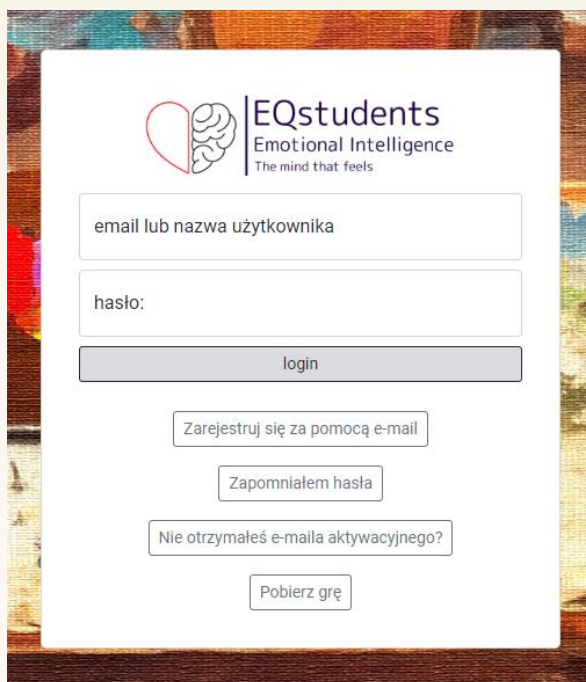 EQstudents
Emotional Intelligence
The mind that feels
email lub nazwa użytkownika
hasło:
login
Zarejestruj się za pomocą e-mail
Zapomniałem hasła
Nie otrzymałeś e-maila aktywacyjnego?
Pobierz grę